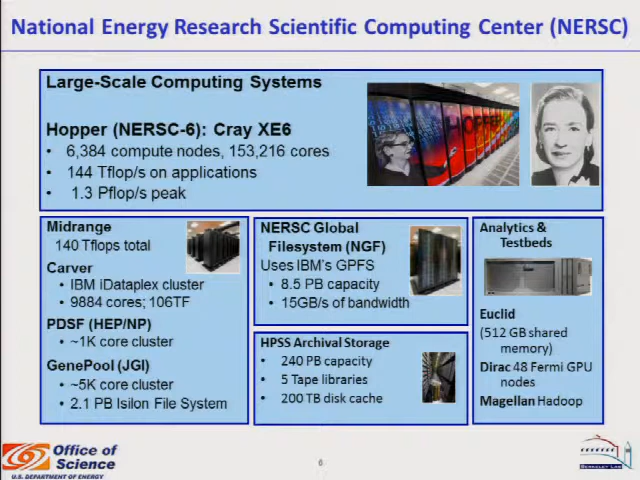 National Energy Research Scientific Computing Center (NERSC)
Large-Scale Computing Systems
Hopper (NERSC-6): Cray XE6
• 6,384 compute nodes, 153,216 cores
• 144 Tflop/s on applications
• 1.3 Pflop/s peak
HOPPER
Midrange
140 Tflops total
Carver
• IBM iDataplex cluster
• 9884 cores; 106TF
PDSF (HEP/NP)
• ~1K core cluster
GenePool (JGI)
• ~5K core cluster
• 2.1 PB Isilon File System
NERSC Global
Filesystem (NGF)
Uses IBM's GPFS
• 8.5 PB capacity
• 15GB/s of bandwidth
HPSS Archival Storage
• 240 PB capacity
• 5 Tape libraries
• 200 TB disk cache
Analytics &
Testbeds
Euclid
(512 GB shared
memory)
Dirac 48 Fermi GPU
nodes
Magellan Hadoop
Office of
Science
U.S. DEPARTMENT OF ENERGY
6
BERKELEY LAB